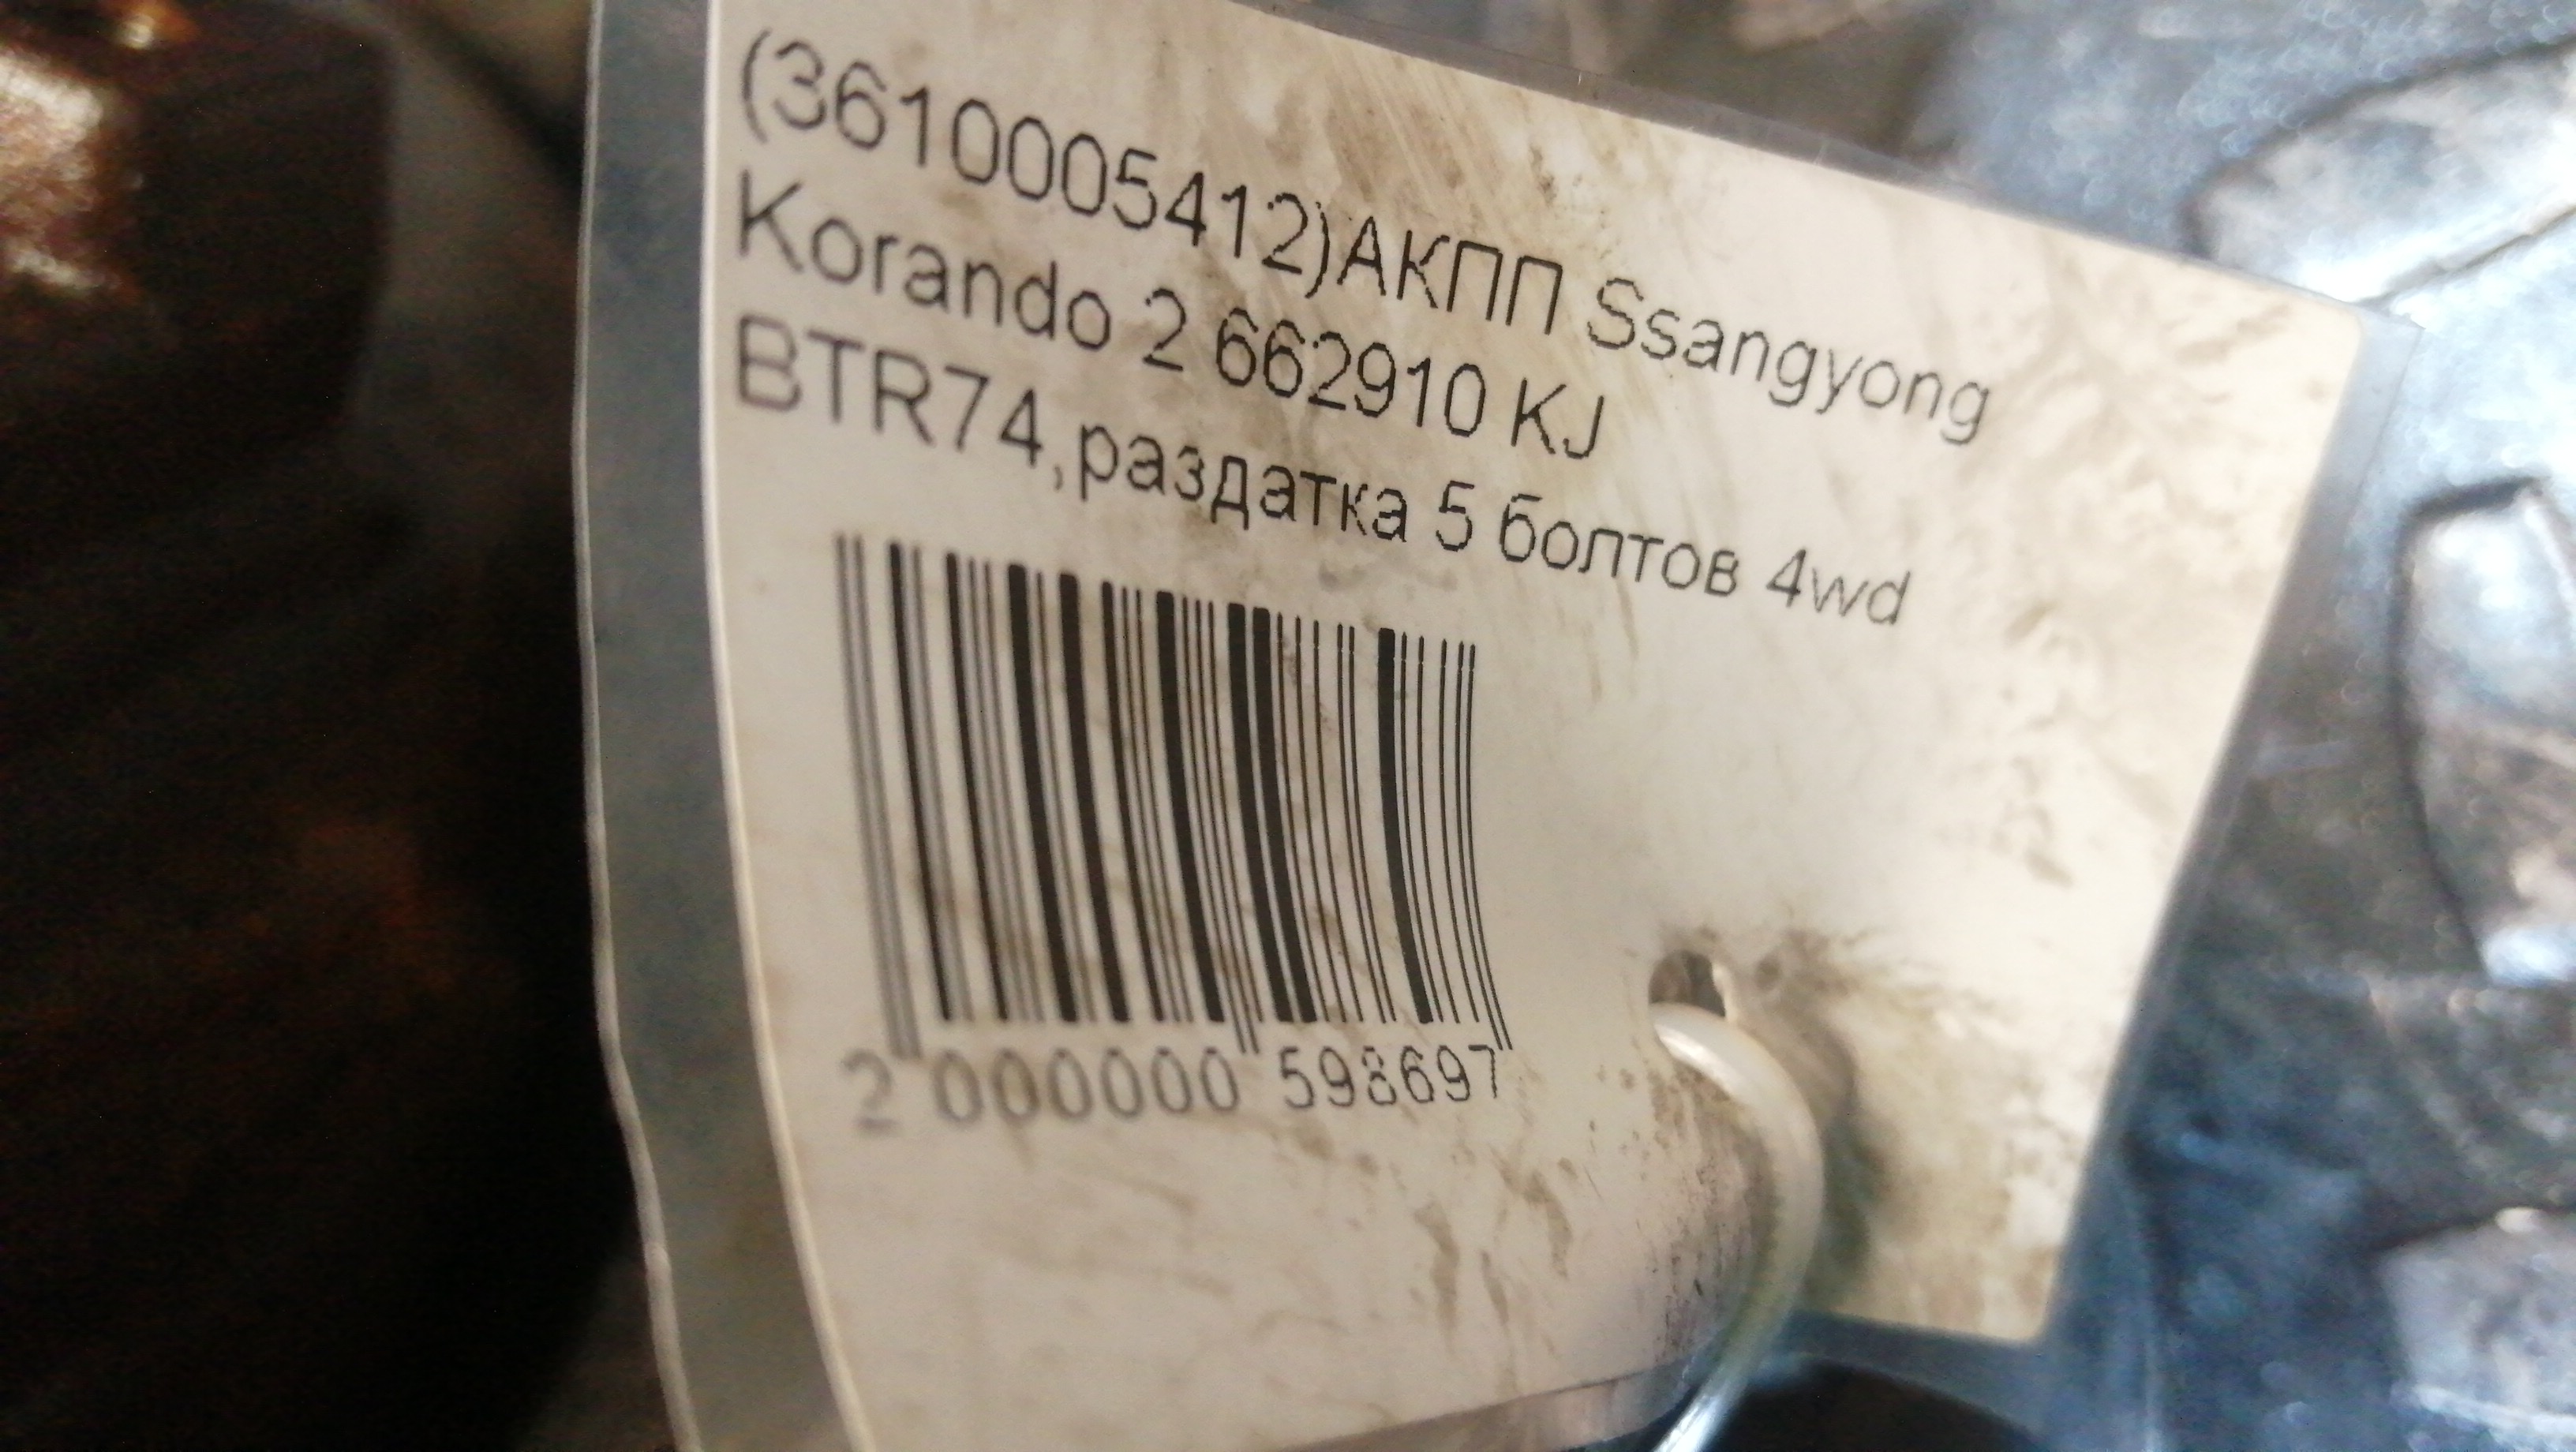 (3610005412)АКПП Ssangyong
Korando 2 662910 KJ
BTR74,раздатка 5 болтов 4wd
2 000000 598697